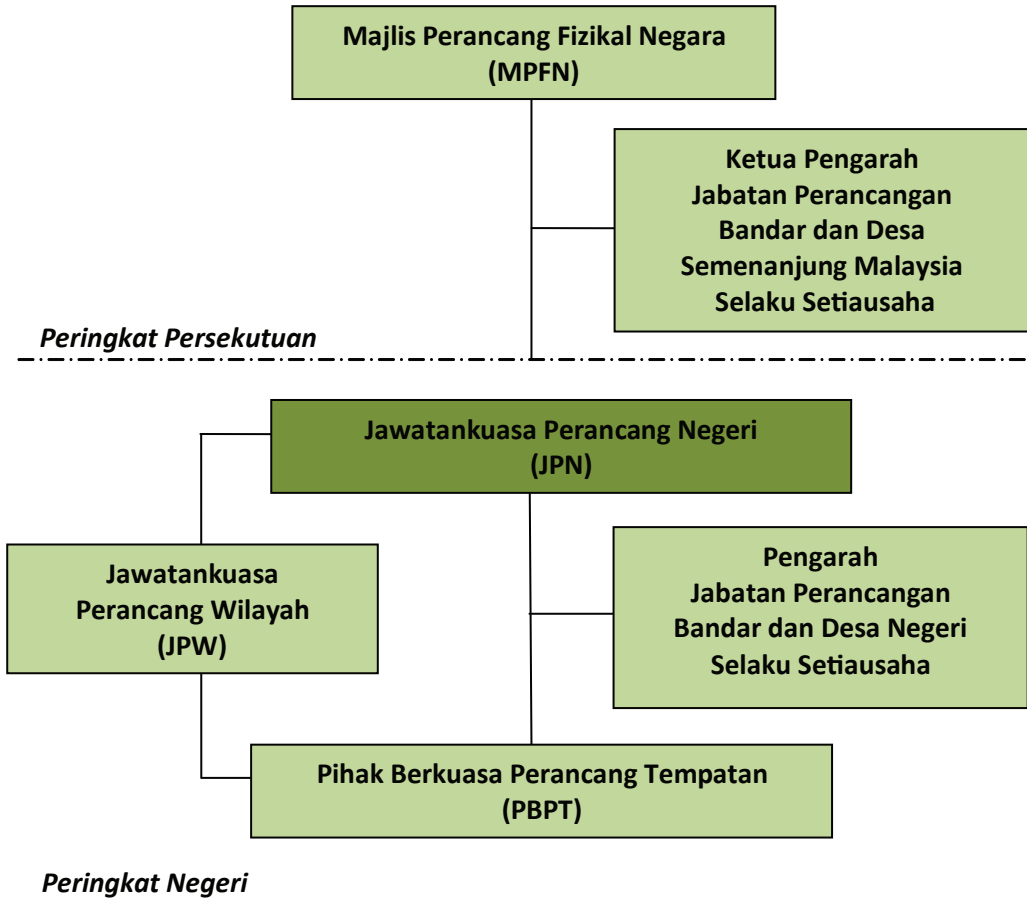 Majlis Perancang Fizikal Negara
(MPFN)
Ketua Pengarah
Jabatan Perancangan
Bandar dan Desa
Semenanjung Malaysia
Selaku Setiausaha
Peringkat Persekutuan
Jawatankuasa Perancang Negeri
(JPN)
Jawatankuasa
Perancang Wilayah
(JPW)
Pengarah
Jabatan Perancangan
Bandar dan Desa Negeri
Selaku Setiausaha
Pihak Berkuasa Perancang Tempatan
(PBPT)
Peringkat Negeri